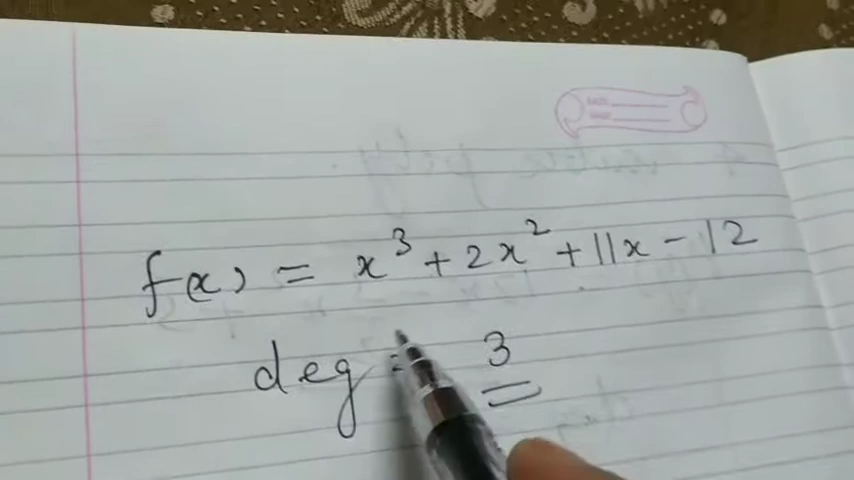 f(x) = x³ + 2x² + 11x - 12
deg = 3